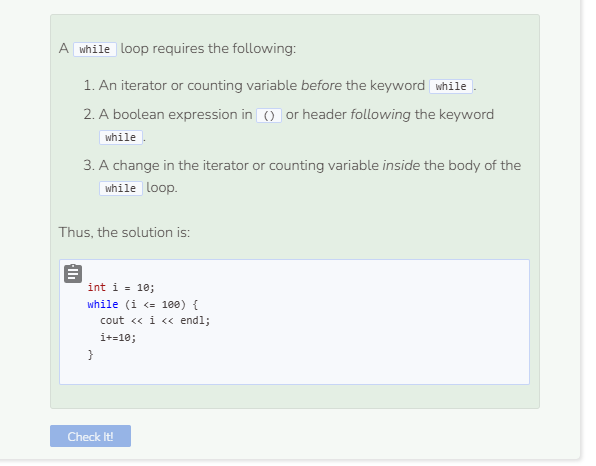 A while loop requires the following:
1. An iterator or counting variable before the keyword while.
2. A boolean expression in () or header following the keyword
while.
3. A change in the iterator or counting variable inside the body of the
while loop.
Thus, the solution is:
int i = 10;
while (i <= 100) {
  cout << i << endl;
  i+=10;
}
Check It!